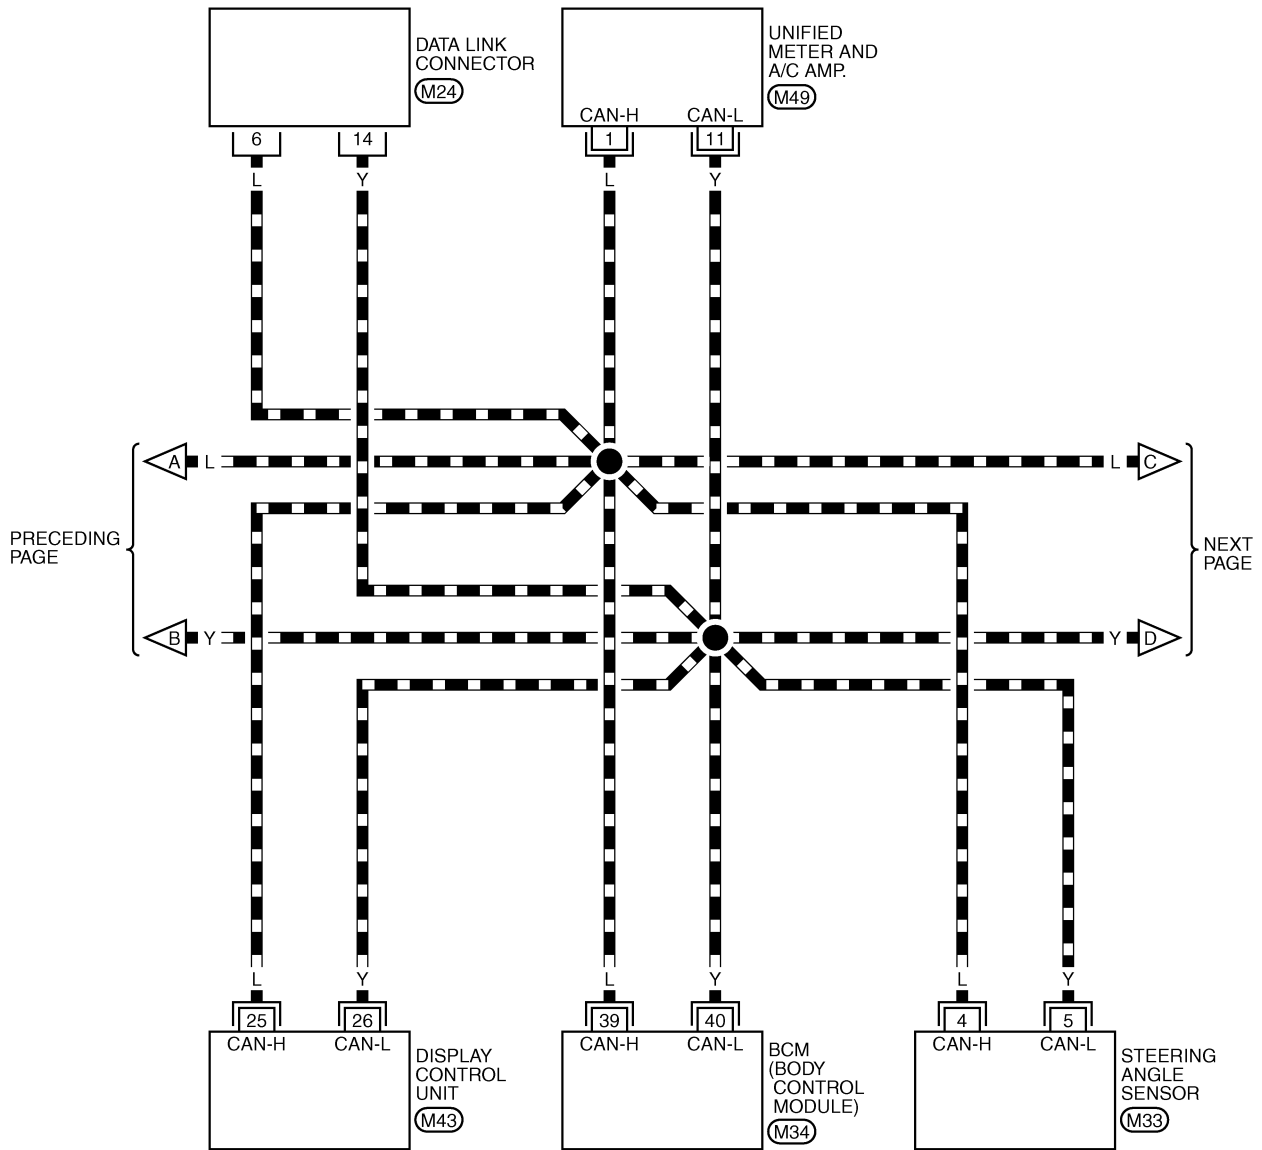 DATA LINK
CONNECTOR
M24
UNIFIED
METER AND
A/C AMP.
M49
CAN-H CAN-L
6 14 1 11
L Y L Y
A L L C
PRECEDING
PAGE
NEXT
PAGE
B Y Y D
L Y L Y L Y
25 26 39 40 4 5
CAN-H CAN-L CAN-H CAN-L CAN-H CAN-L
DISPLAY
CONTROL
UNIT
M43
BCM
(BODY
CONTROL
MODULE)
M34
STEERING
ANGLE
SENSOR
M33